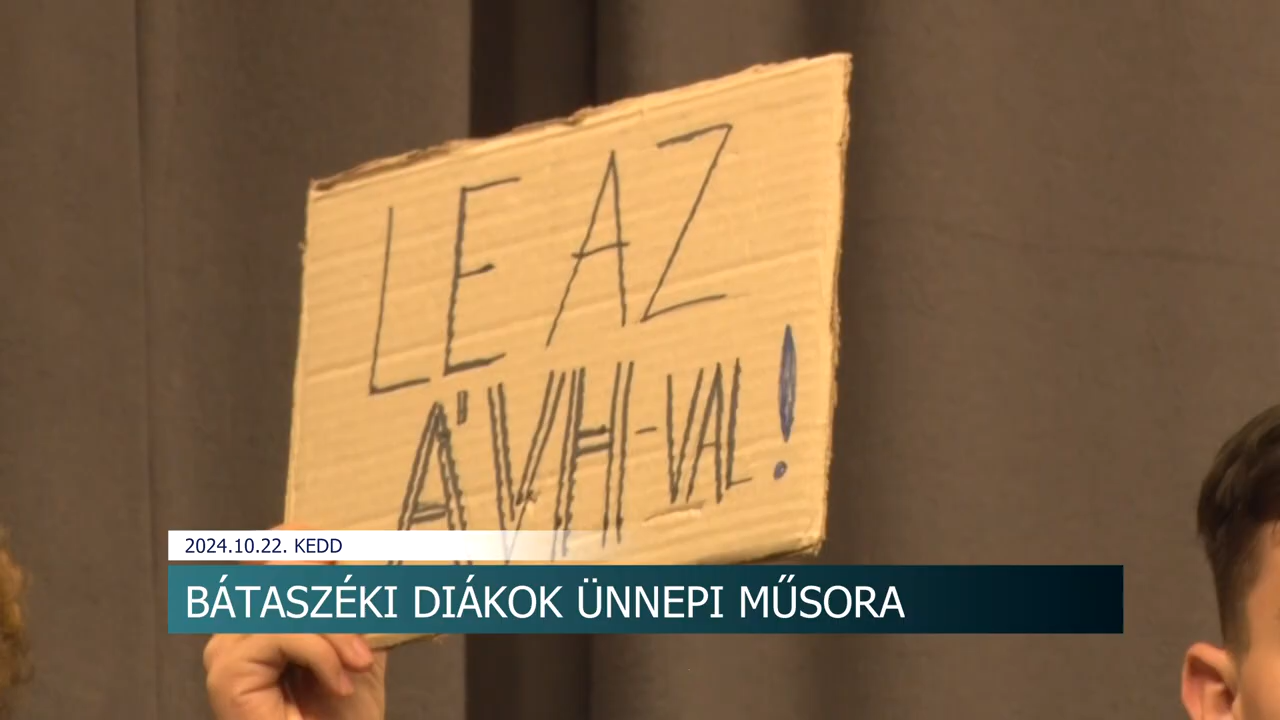 LE AZ
ÁVH-VAL!
2024.10.22. KEDD
BÁTASZÉKI DIÁKOK ÜNNEPI MŰSORA